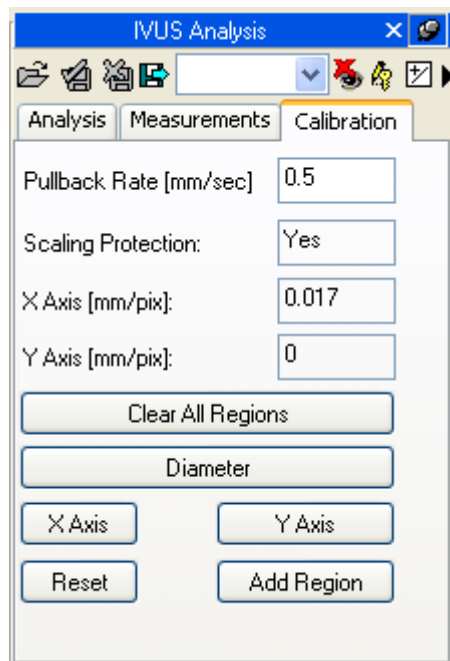 IVUS Analysis
Analysis Measurements Calibration
Pullback Rate [mm/sec] 0.5
Scaling Protection: Yes
X Axis [mm/pix]: 0.017
Y Axis [mm/pix]: 0
Clear All Regions
Diameter
X Axis Y Axis
Reset Add Region